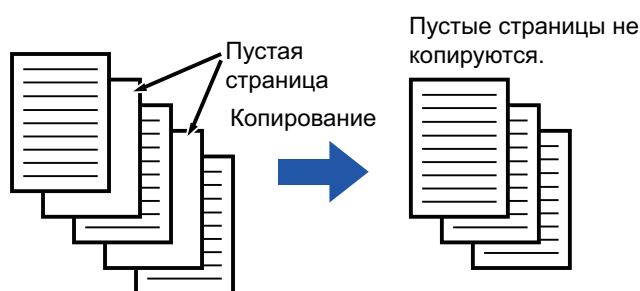 Пустая
страница
Копирование
Пустые страницы не
копируются.